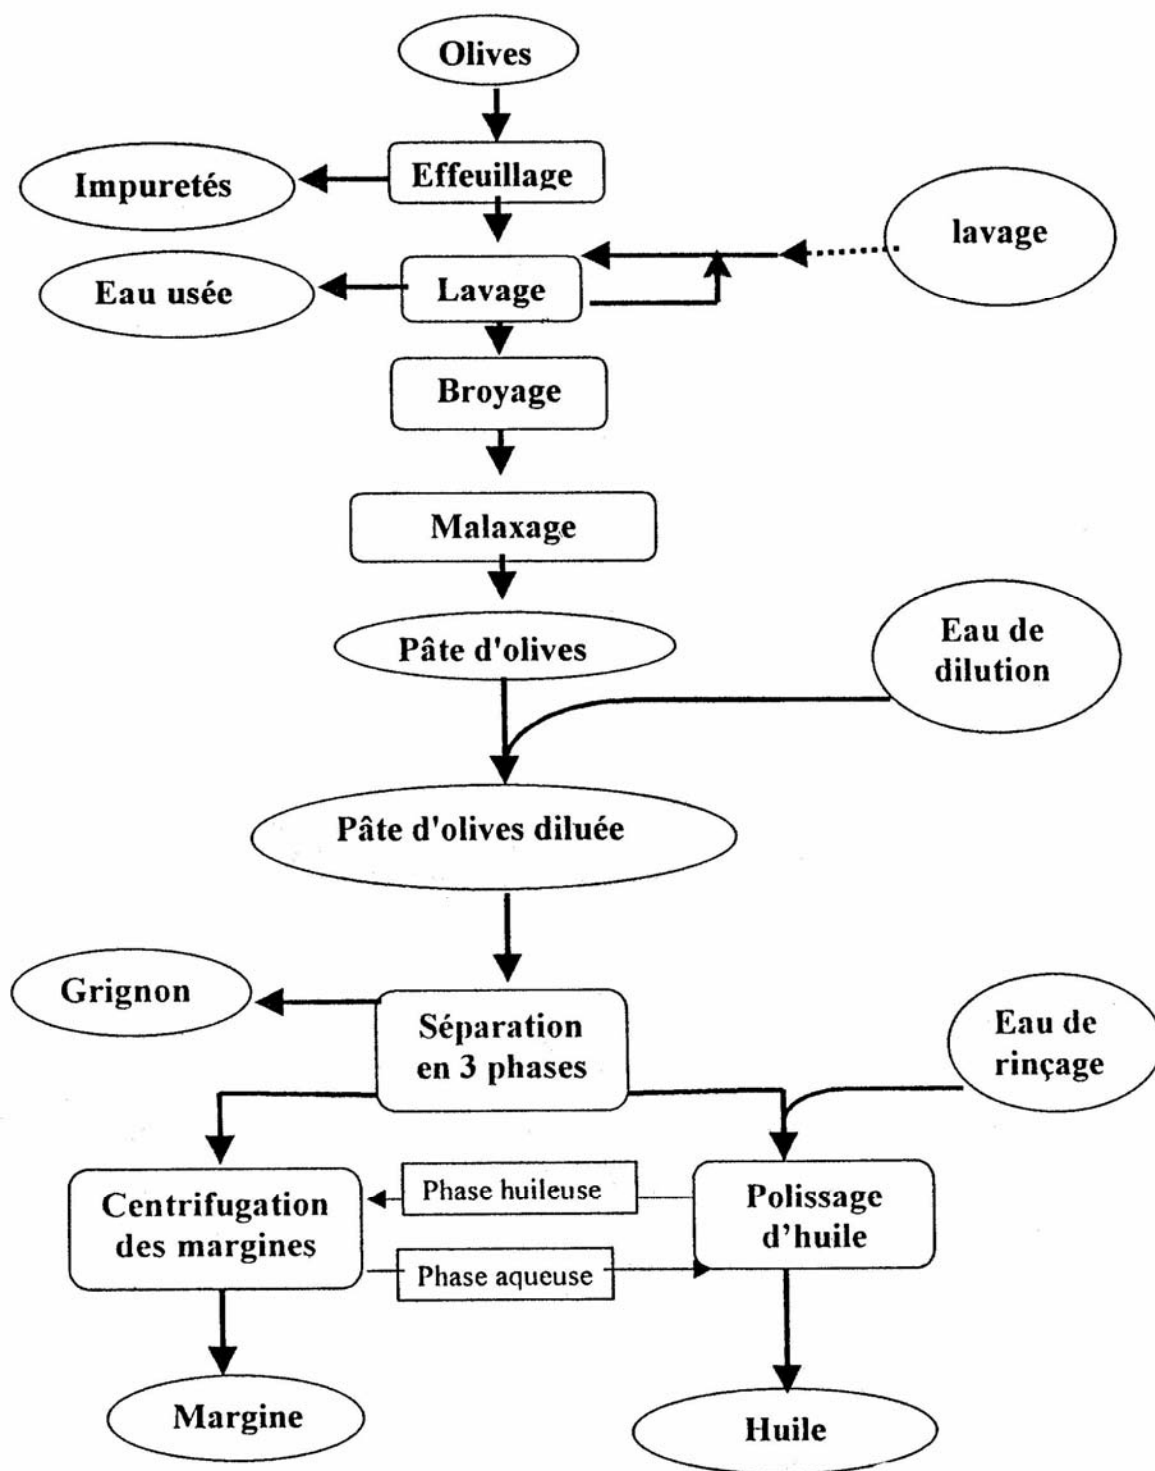 Olives
Effeuillage
Impuretés
lavage
Lavage
Eau usée
Broyage
Malaxage
Pâte d'olives
Eau de
dilution
Pâte d'olives diluée
Grignon
Séparation
en 3 phases
Eau de
rinçage
Centrifugation
des margines
Phase huileuse
Phase aqueuse
Polissage
d’huile
Margine
Huile